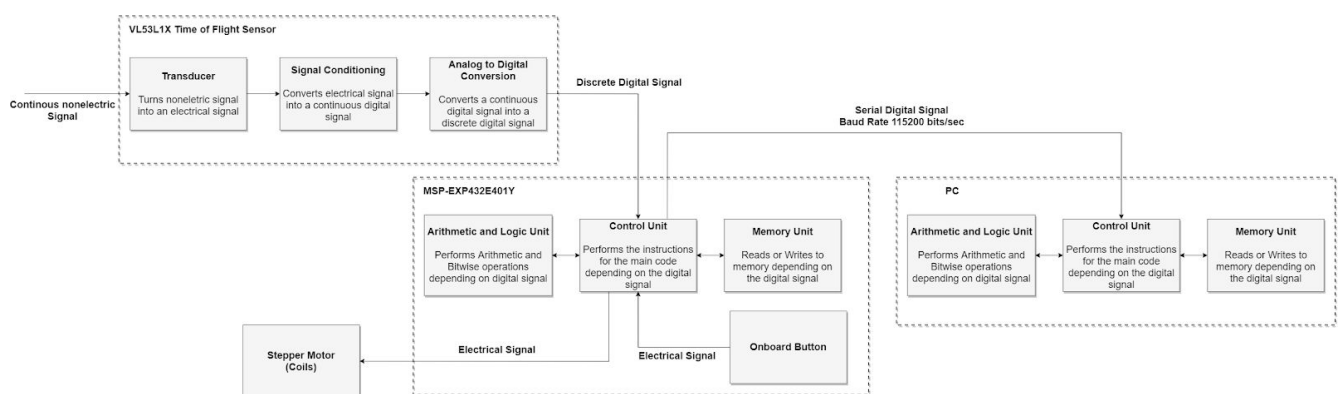 VL53L1X Time of Flight Sensor
Transducer
Turns noneletric signal
into an electrical signal
Signal Conditioning
Converts electrical signal
into a continuous digital
signal
Analog to Digital
Conversion
Converts a continuous
digital signal into a
discrete digital signal
Continous nonelectric
Signal
Discrete Digital Signal
Serial Digital Signal
Baud Rate 115200 bits/sec
MSP-EXP432E401Y
Arithmetic and Logic Unit
Performs Arithmetic and
Bitwise operations
depending on digital signal
Control Unit
Performs the instructions
for the main code
depending on the digital
signal
Memory Unit
Reads or Writes to
memory depending on
the digital signal
PC
Arithmetic and Logic Unit
Performs Arithmetic and
Bitwise operations
depending on digital signal
Control Unit
Performs the instructions
for the main code
depending on the digital
signal
Memory Unit
Reads or Writes to
memory depending on
the digital signal
Stepper Motor
(Coils)
Electrical Signal
Electrical Signal
Onboard Button